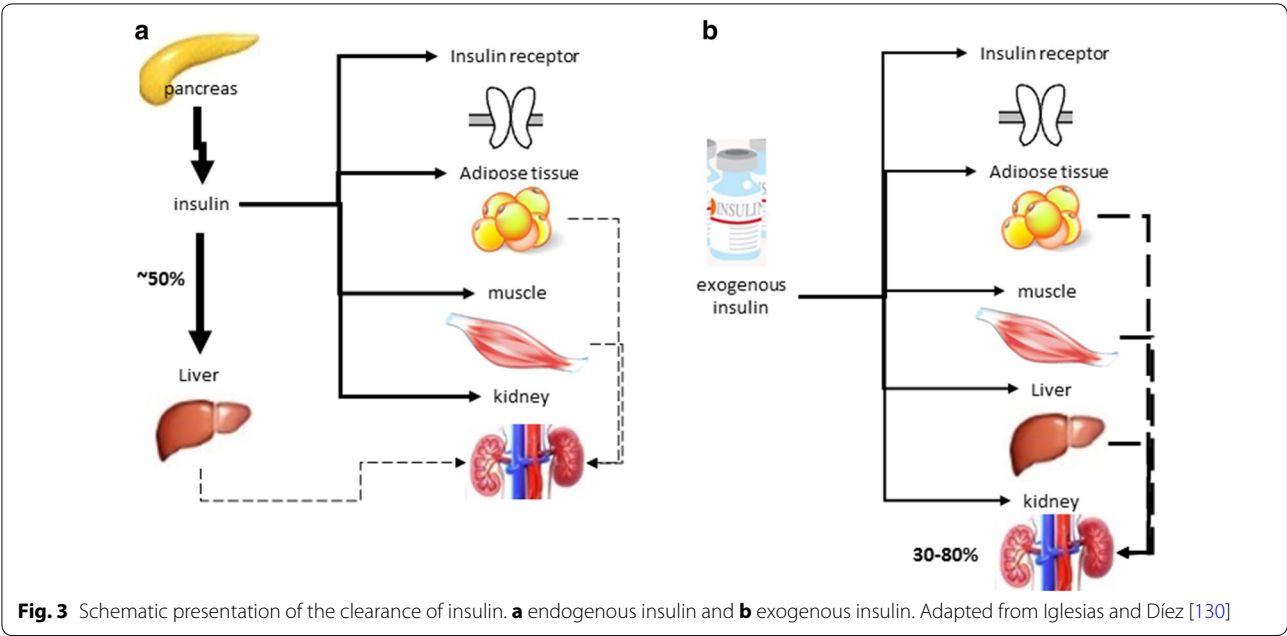 a
pancreas
insulin
~50%
Liver
Insulin receptor
Adipose tissue
muscle
kidney
b
INSULI
exogenous
insulin
Insulin receptor
Adipose tissue
muscle
Liver
kidney
30-80%
Fig. 3 Schematic presentation of the clearance of insulin. a endogenous insulin and b exogenous insulin. Adapted from Iglesias and Díez [130]